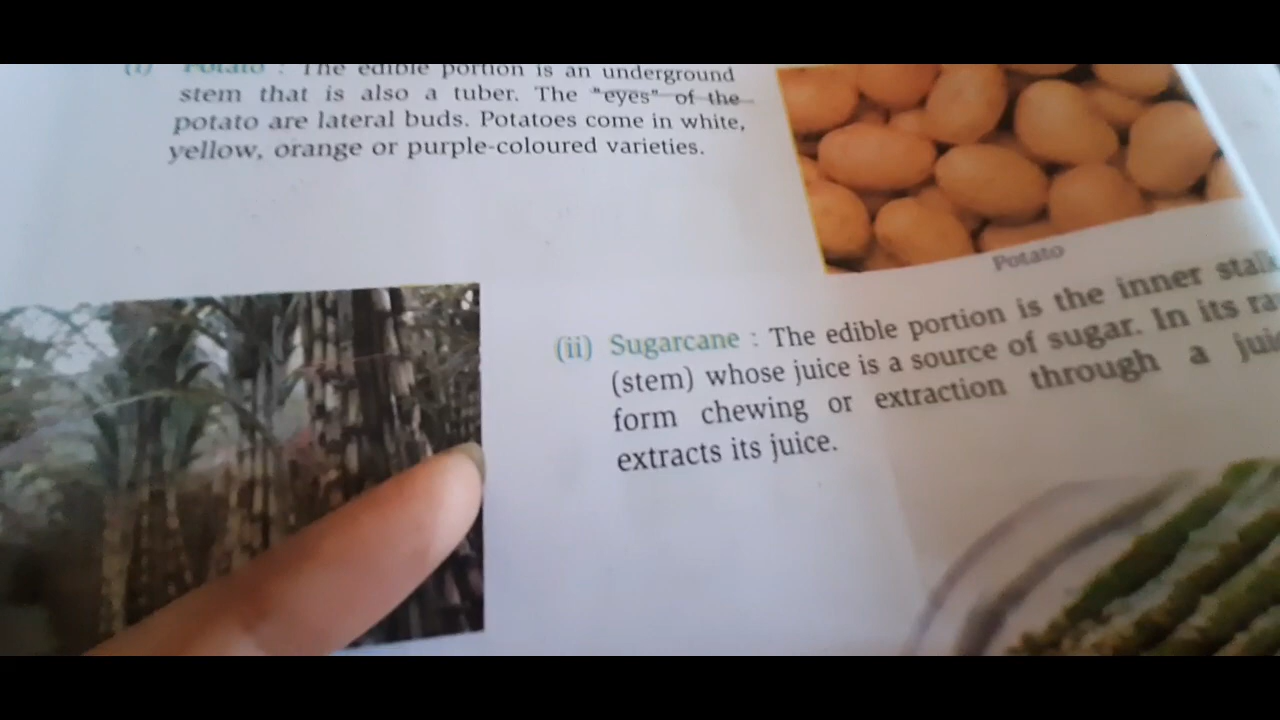 (i) Potato : The edible portion is an underground
stem that is also a tuber. The "eyes" of the
potato are lateral buds. Potatoes come in white,
yellow, orange or purple-coloured varieties.
Potato
(ii) Sugarcane : The edible portion is the inner
(stem) whose juice is a source of sugar. In its
form chewing or extraction through a
extracts its juice.